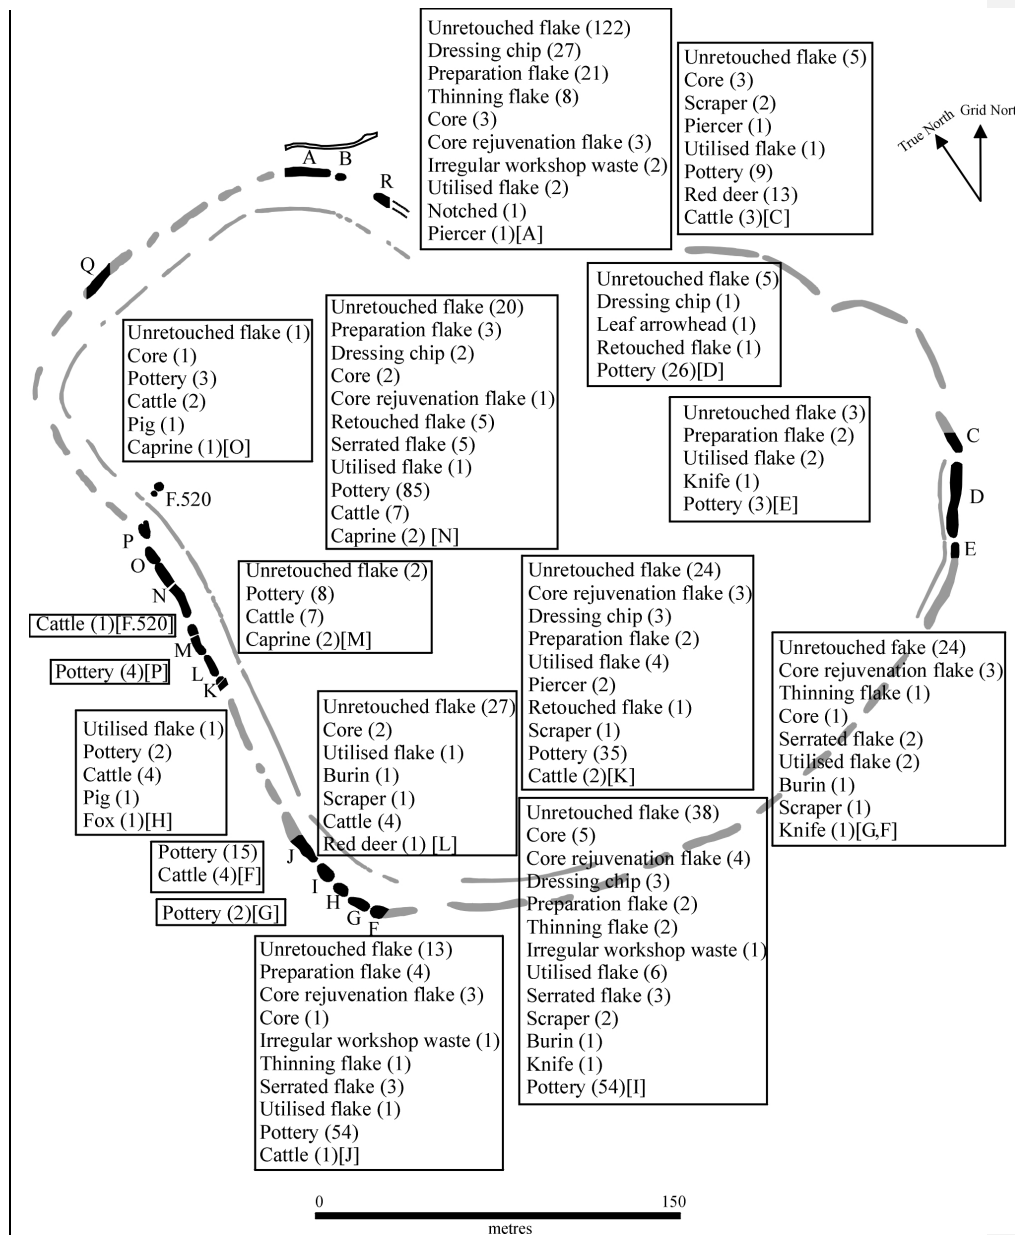 Unretouched flake (122)
Dressing chip (27)
Preparation flake (21)
Thinning flake (8)
Core (3)
Core rejuvenation flake (3)
Irregular workshop waste (2)
Utilised flake (2)
Notched (1)
Piercer (1)[A]
Unretouched flake (5)
Core (3)
Scraper (2)
Piercer (1)
Utilised flake (1)
Pottery (9)
Red deer (13)
Cattle (3)[C]
True North
Grid Nort
A
B
R
Q
Unretouched flake (5)
Dressing chip (1)
Leaf arrowhead (1)
Retouched flake (1)
Pottery (26)[D]
Unretouched flake (1)
Core (1)
Pottery (3)
Cattle (2)
Pig (1)
Caprine (1)[O]
Unretouched flake (20)
Preparation flake (3)
Dressing chip (2)
Core (2)
Core rejuvenation flake (1)
Retouched flake (5)
Serrated flake (5)
Utilised flake (1)
Pottery (85)
Cattle (7)
Caprine (2) [N]
Unretouched flake (3)
Preparation flake (2)
Utilised flake (2)
Knife (1)
Pottery (3)[E]
C
D
E
F.520
P
O
N
M
L
K
Unretouched flake (2)
Pottery (8)
Cattle (7)
Caprine (2)[M]
Cattle (1)[F.520]
Pottery (4)[P]
Unretouched flake (24)
Core rejuvenation flake (3)
Dressing chip (3)
Preparation flake (2)
Utilised flake (4)
Piercer (2)
Retouched flake (1)
Scraper (1)
Pottery (35)
Cattle (2)[K]
Unretouched fake (24)
Core rejuvenation flake (3)
Thinning flake (1)
Core (1)
Serrated flake (2)
Utilised flake (2)
Burin (1)
Scraper (1)
Knife (1)[G,F]
Utilised flake (1)
Pottery (2)
Cattle (4)
Pig (1)
Fox (1)[H]
Unretouched flake (27)
Core (2)
Utilised flake (1)
Burin (1)
Scraper (1)
Cattle (4)
Red deer (1) [L]
Pottery (15)
Cattle (4)[F]
Pottery (2)[G]
J
I
H
G
F
Unretouched flake (38)
Core (5)
Core rejuvenation flake (4)
Dressing chip (3)
Preparation flake (2)
Thinning flake (2)
Irregular workshop waste (1)
Utilised flake (6)
Serrated flake (3)
Scraper (2)
Burin (1)
Knife (1)
Pottery (54)[I]
Unretouched flake (13)
Preparation flake (4)
Core rejuvenation flake (3)
Core (1)
Irregular workshop waste (1)
Thinning flake (1)
Serrated flake (3)
Utilised flake (1)
Pottery (54)
Cattle (1)[J]
0 150
metres